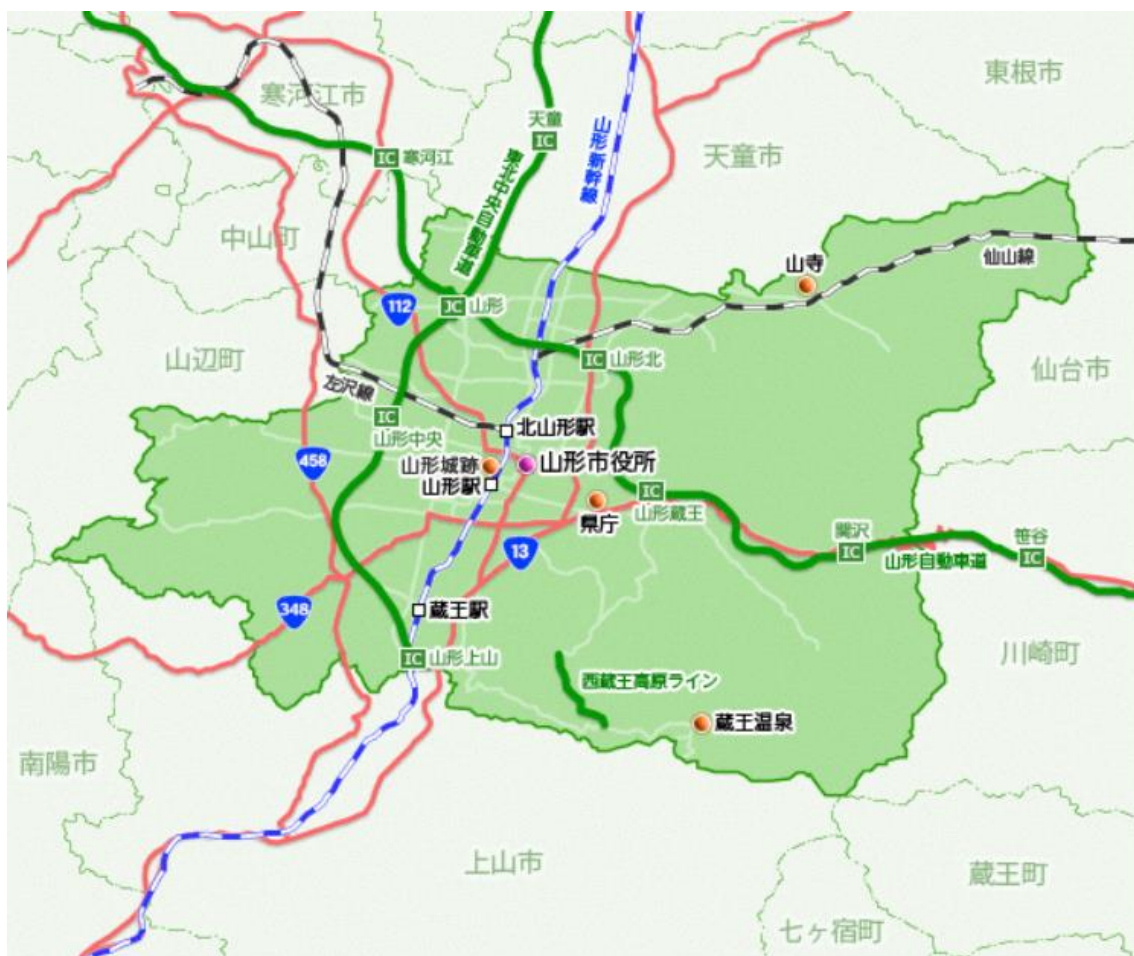 東根市
寒河江市
天童
IC
山形新幹線
天童市
IC 寒河江
東北中央自動車道
中山町
仙山線
山寺
JC 山形
112
山辺町
IC 山形北
仙台市
左沢線
IC
山形中央
北山形駅
458
山形城跡
山形市役所
山形駅
IC
山形蔵王
県庁
関沢
IC
笹谷
IC
13
山形自動車道
348
蔵王駅
川崎町
IC 山形上山
西蔵王高原ライン
蔵王温泉
南陽市
上山市
蔵王町
七ヶ宿町